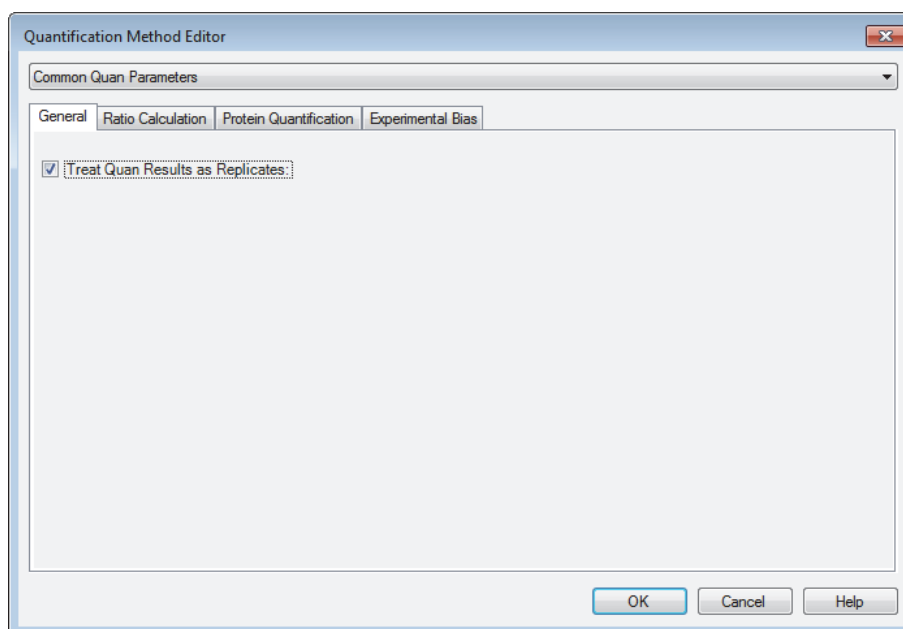 Quantification Method Editor
Common Quan Parameters
General Ratio Calculation Protein Quantification Experimental Bias
Treat Quan Results as Replicates:
OK Cancel Help